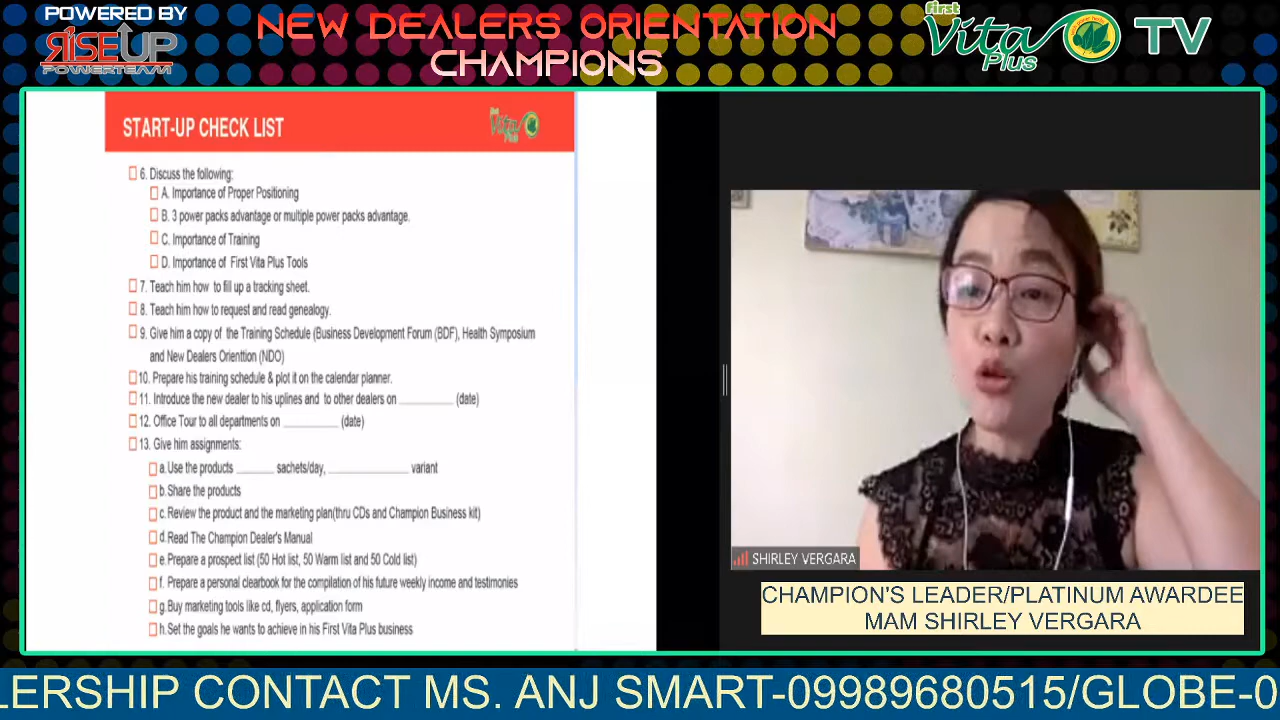 POWERED BY
RISEUP
POWERTEAM
NEW DEALERS ORIENTATION
CHAMPIONS
First
Vita
Plus
TV
START-UP CHECK LIST
First
Vita
Plus
6. Discuss the following:
A. Importance of Proper Positioning
B. 3 power packs advantage or multiple power packs advantage.
C. Importance of Training
D. Importance of First Vita Plus Tools
7. Teach him how to fill up a tracking sheet.
8. Teach him how to request and read genealogy.
9. Give him a copy of the Training Schedule (Business Development Forum (BDF), Health Symposium
and New Dealers Orienttion (NDO)
10. Prepare his training schedule & plot it on the calendar planner.
11. Introduce the new dealer to his uplines and to other dealers on __________ (date)
12. Office Tour to all departments on __________ (date)
13. Give him assignments:
a. Use the products _______ sachets/day, _______________ variant
b. Share the products
c. Review the product and the marketing plan(thru CDs and Champion Business kit)
d. Read The Champion Dealer's Manual
e. Prepare a prospect list (50 Hot list, 50 Warm list and 50 Cold list)
f. Prepare a personal clearbook for the compilation of his future weekly income and testimonies
g. Buy marketing tools like cd, flyers, application form
h. Set the goals he wants to achieve in his First Vita Plus business
SHIRLEY VERGARA
CHAMPION'S LEADER/PLATINUM AWARDEE
MAM SHIRLEY VERGARA
LERSHIP CONTACT MS. ANJ SMART-09989680515/GLOBE-0